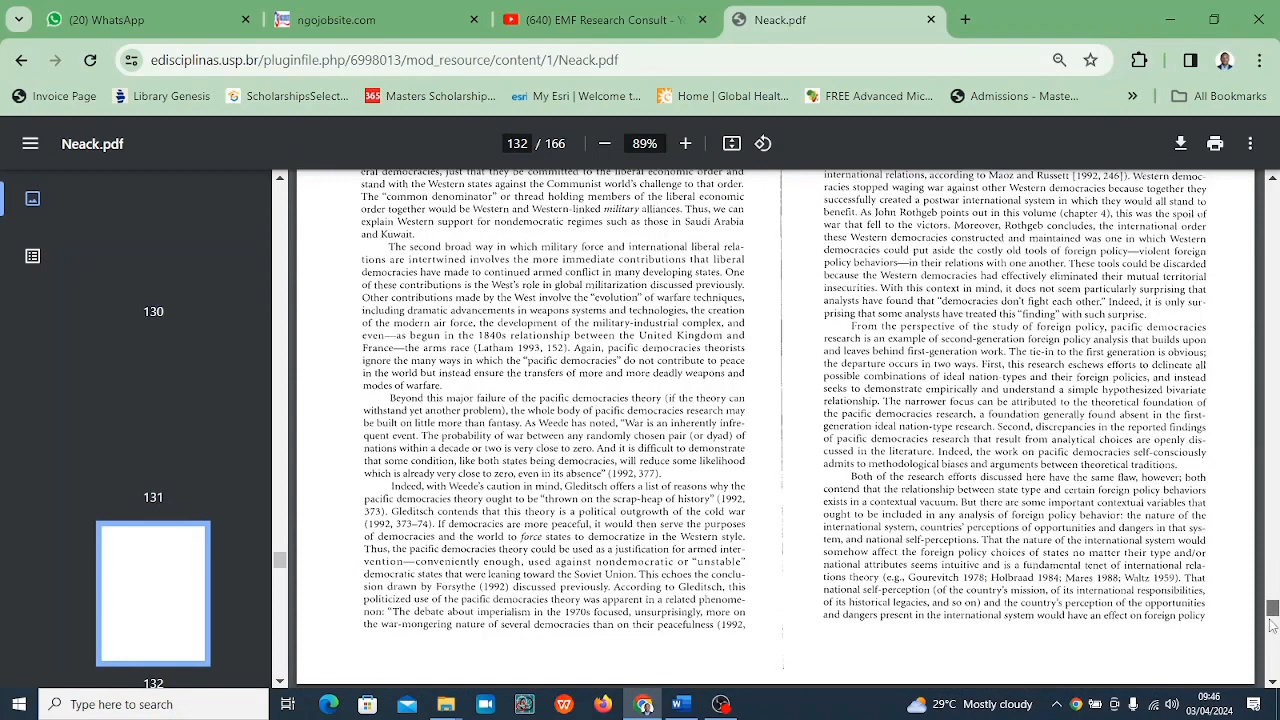 (20) WhatsApp
ngojobsite.com
(640) EMF Research Consult - Y
Neack.pdf
edisciplinas.usp.br/pluginfile.php/6998013/mod_resource/content/1/Neack.pdf
Invoice Page
Library Genesis
ScholarshipsSelect...
Masters Scholarship...
My Esri | Welcome t...
Home | Global Healt...
FREE Advanced Mic...
Admissions - Maste...
All Bookmarks
Neack.pdf
132 / 166
89%
130
131
132
eral democracies, just that they be committed to the liberal economic order and
stand with the Western states against the Communist world's challenge to that order.
The "common denominator" or thread holding members of the liberal economic
order together would be Western and Western-linked military alliances. Thus, we can
explain Western support for nondemocratic regimes such as those in Saudi Arabia
and Kuwait.
The second broad way in which military force and international liberal rela-
tions are intertwined involves the more immediate contributions that liberal
democracies have made to continued armed conflict in many developing states. One
of these contributions is the West's role in global militarization discussed previously.
Other contributions made by the West involve the "evolution" of warfare techniques,
including dramatic advancements in weapons systems and technologies, the creation
of the modern air force, the development of the military-industrial complex, and
even—as begun in the 1840s relationship between the United Kingdom and
France—the arms race (Latham 1993, 152). Again, pacific democracies theorists
ignore the many ways in which the "pacific democracies" do not contribute to peace
in the world but instead ensure the transfers of more and more deadly weapons and
modes of warfare.
Beyond this major failure of the pacific democracies theory (if the theory can
withstand yet another problem), the whole body of pacific democracies research may
be built on little more than fantasy. As Weede has noted, "War is an inherently infre-
quent event. The probability of war between any randomly chosen pair (or dyad) of
nations within a decade or two is very close to zero. And it is difficult to demonstrate
that some condition, like both states being democracies, will reduce some likelihood
which is already very close to zero, even in its absence" (1992, 377).
Indeed, with Weede's caution in mind, Gleditsch offers a list of reasons why the
pacific democracies theory ought to be "thrown on the scrap-heap of history" (1992,
373). Gleditsch contends that this theory is a political outgrowth of the cold war
(1992, 373–74). If democracies are more peaceful, it would then serve the purposes
of democracies and the world to force states to democratize in the Western style.
Thus, the pacific democracies theory could be used as a justification for armed inter-
vention—conveniently enough, used against nondemocratic or "unstable"
democratic states that were leaning toward the Soviet Union. This echoes the conclu-
sion drawn by Forsythe (1992) discussed previously. According to Gleditsch, this
politicized use of the pacific democracies theory was apparent in a related phenome-
non: "The debate about imperialism in the 1970s focused, unsurprisingly, more on
the war-mongering nature of several democracies than on their peacefulness (1992,
international relations, according to Maoz and Russett [1992, 246]). Western democ-
racies stopped waging war against other Western democracies because together they
successfully created a postwar international system in which they would all stand to
benefit. As John Rothgeb points out in this volume (chapter 4), this was the spoil of
war that fell to the victors. Moreover, Rothgeb concludes, the international order
these Western democracies constructed and maintained was one in which Western
democracies could put aside the costly old tools of foreign policy—violent foreign
policy behaviors—in their relations with one another. These tools could be discarded
because the Western democracies had effectively eliminated their mutual territorial
insecurities. With this context in mind, it does not seem particularly surprising that
analysts have found that "democracies don't fight each other." Indeed, it is only sur-
prising that some analysts have treated this "finding" with such surprise.
From the perspective of the study of foreign policy, pacific democracies
research is an example of second-generation foreign policy analysis that builds upon
and leaves behind first-generation work. The tie-in to the first generation is obvious;
the departure occurs in two ways. First, this research eschews efforts to delineate all
possible combinations of ideal nation-types and their foreign policies, and instead
seeks to demonstrate empirically and understand a simple hypothesized bivariate
relationship. The narrower focus can be attributed to the theoretical foundation of
the pacific democracies research, a foundation generally found absent in the first-
generation ideal nation-type research. Second, discrepancies in the reported findings
of pacific democracies research that result from analytical choices are openly dis-
cussed in the literature. Indeed, the work on pacific democracies self-consciously
admits to methodological biases and arguments between theoretical traditions.
Both of the research efforts discussed here have the same flaw, however; both
contend that the relationship between state type and certain foreign policy behaviors
exists in a contextual vacuum. But there are some important contextual variables that
ought to be included in any analysis of foreign policy behavior: the nature of the
international system, countries' perceptions of opportunities and dangers in that sys-
tem, and national self-perceptions. That the nature of the international system would
somehow affect the foreign policy choices of states no matter their type and/or
national attributes seems intuitive and is a fundamental tenet of international rela-
tions theory (e.g., Gourevitch 1978; Holbraad 1984; Mares 1988; Waltz 1959). That
national self-perception (of the country's mission, of its international responsibilities,
of its historical legacies, and so on) and the country's perception of the opportunities
and dangers present in the international system would have an effect on foreign policy
Type here to search
29°C Mostly cloudy
09:46
03/04/2024